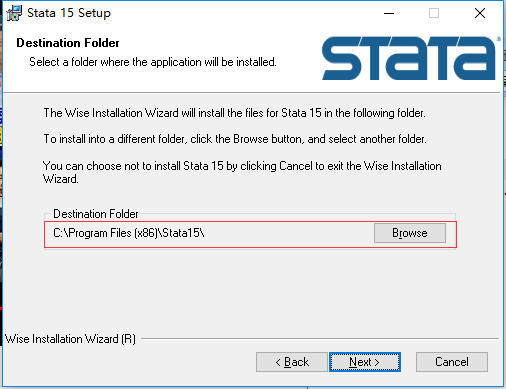 Stata 15 Setup
Destination Folder
Select a folder where the application will be installed.
STATA
The Wise Installation Wizard will install the files for Stata 15 in the following folder.
To install into a different folder, click the Browse button, and select another folder.
You can choose not to install Stata 15 by clicking Cancel to exit the Wise Installation
Wizard.
Destination Folder
C:\Program Files (x86)\Stata15\
Browse
Wise Installation Wizard (R)
< Back
Next >
Cancel